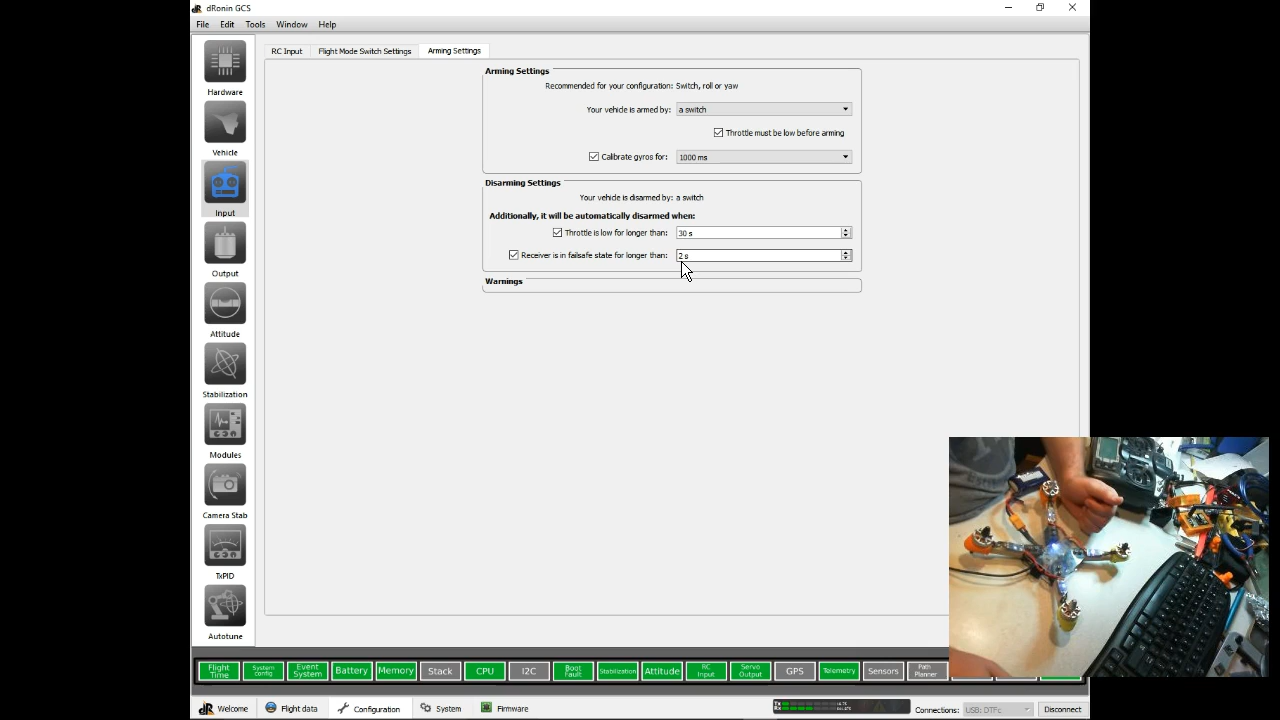 dRonin GCS
File Edit Tools Window Help
RC Input Flight Mode Switch Settings Arming Settings
Hardware
Vehicle
Input
Output
Attitude
Stabilization
Modules
Camera Stab
TxPID
Autotune
Arming Settings
Recommended for your configuration: Switch, roll or yaw
Your vehicle is armed by: a switch
Throttle must be low before arming
Calibrate gyros for: 1000 ms
Disarming Settings
Your vehicle is disarmed by: a switch
Additionally, it will be automatically disarmed when:
Throttle is low for longer than: 30 s
Receiver is in failsafe state for longer than: 2 s
Warnings
Flight Time System config Event System Battery Memory Stack CPU I2C Boot Fault Stabilization Attitude RC Input Servo Output GPS Telemetry Sensors Path Planner
dR Welcome Flight data Configuration System Firmware Connections: USB: DTFc Disconnect